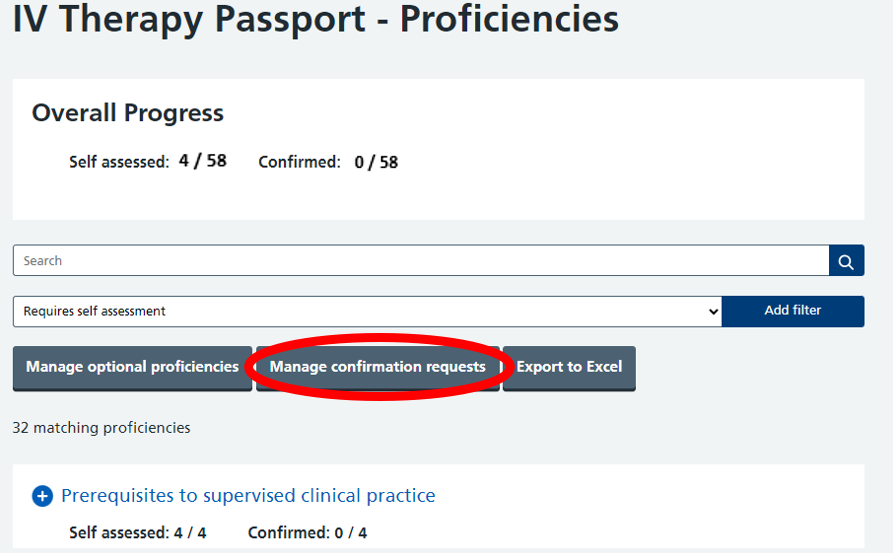 IV Therapy Passport - Proficiencies
Overall Progress
Self assessed: 4 / 58 Confirmed: 0 / 58
Search
Requires self assessment Add filter
Manage optional proficiencies Manage confirmation requests Export to Excel
32 matching proficiencies
Prerequisites to supervised clinical practice
Self assessed: 4 / 4 Confirmed: 0 / 4